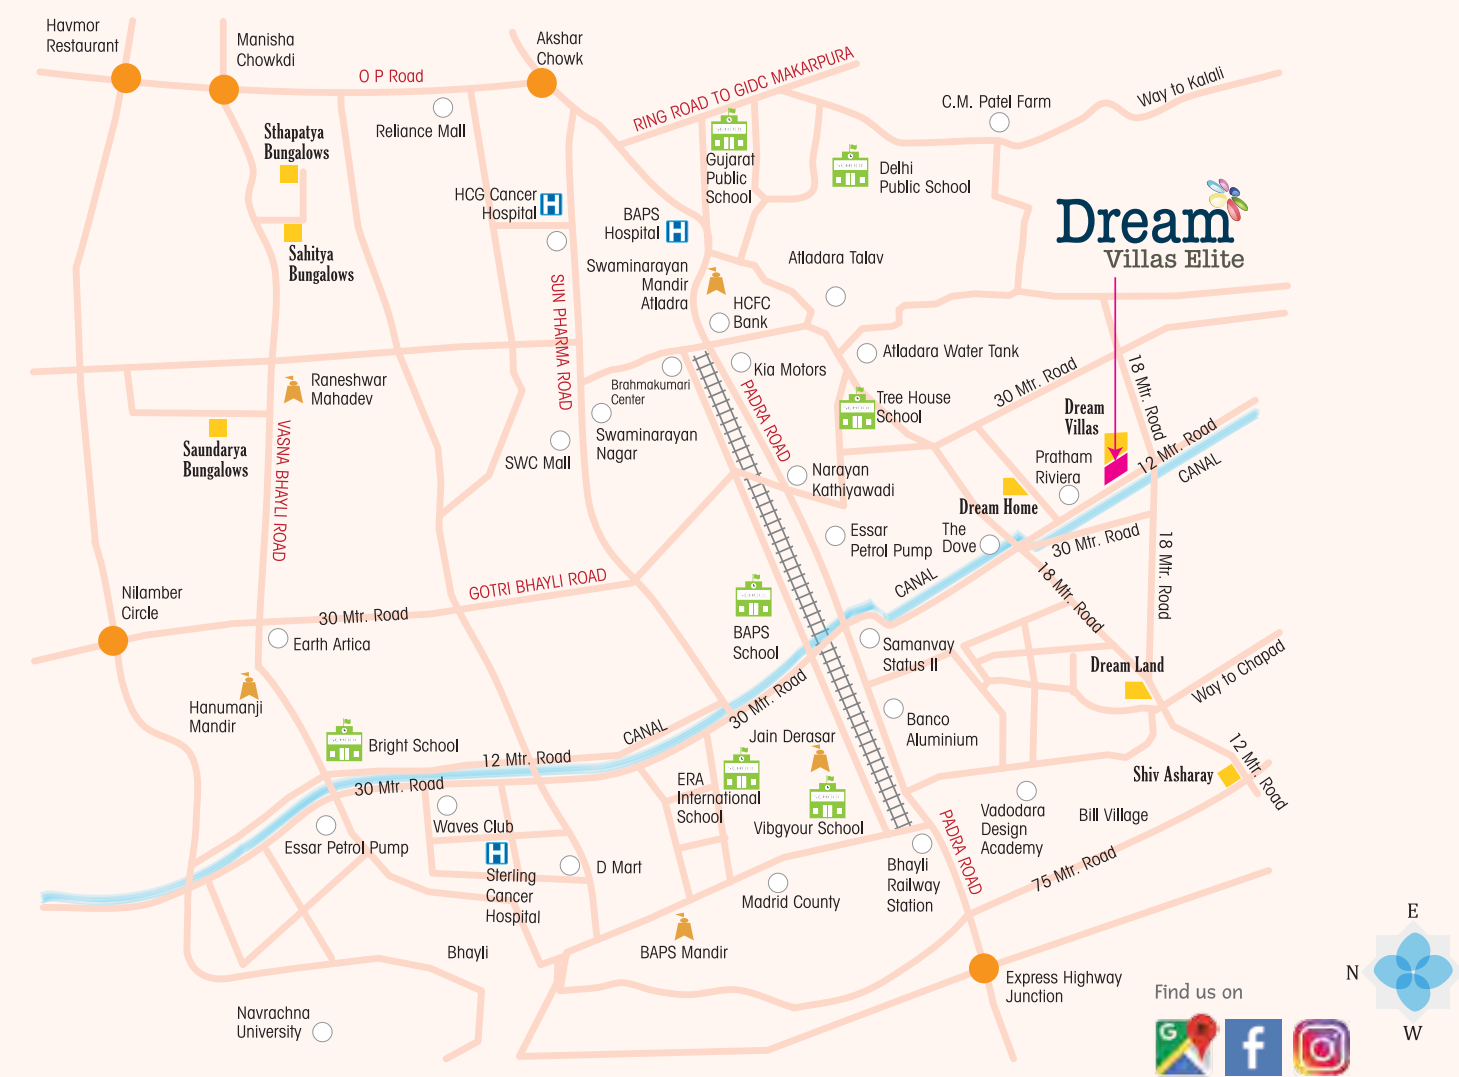 Havmor
Restaurant
Manisha
Chowkdi
O P Road
Akshar
Chowk
RING ROAD TO GIDC MAKARPURA
C.M. Patel Farm
Way to Kalali
Sthapatya
Bungalows
Reliance Mall
SCHOOL
Gujarat
Public
School
SCHOOL
Delhi
Public School
HCG Cancer
Hospital
H
BAPS
Hospital
H
Dream
Villas Elite
Sahitya
Bungalows
Swaminarayan
Mandir
Atladra
HCFC
Bank
Atladara Talav
SUN PHARMA ROAD
Raneshwar
Mahadev
Brahmakumari
Center
Kia Motors
Atladara Water Tank
30 Mtr. Road
18 Mtr. Road
PADRA ROAD
SCHOOL
Tree House
School
Dream
Villas
Saundarya
Bungalows
VASNA BHAYLI ROAD
SWC Mall
Swaminarayan
Nagar
Narayan
Kathiyawadi
Pratham
Riviera
12 Mtr. Road
CANAL
Dream Home
Essar
Petrol Pump
The
Dove
30 Mtr. Road
18 Mtr. Road
18 Mtr. Road
CANAL
Nilamber
Circle
30 Mtr. Road
GOTRI BHAYLI ROAD
Earth Artica
SCHOOL
BAPS
School
Samanvay
Status II
Dream Land
Way to Chapad
Hanumanji
Mandir
SCHOOL
Bright School
12 Mtr. Road
CANAL
30 Mtr. Road
Jain Derasar
Banco
Aluminium
30 Mtr. Road
ERA
International
School
SCHOOL
SCHOOL
Vibgyour School
Shiv Asharay
12 Mtr. Road
Waves Club
Essar Petrol Pump
H
Sterling
Cancer
Hospital
D Mart
PADRA ROAD
Vadodara
Design
Academy
Bill Village
75 Mtr. Road
Bhayli
Railway
Station
Madrid County
Bhayli
BAPS Mandir
Express Highway
Junction
Navrachna
University
E
N
W
Find us on
G
f